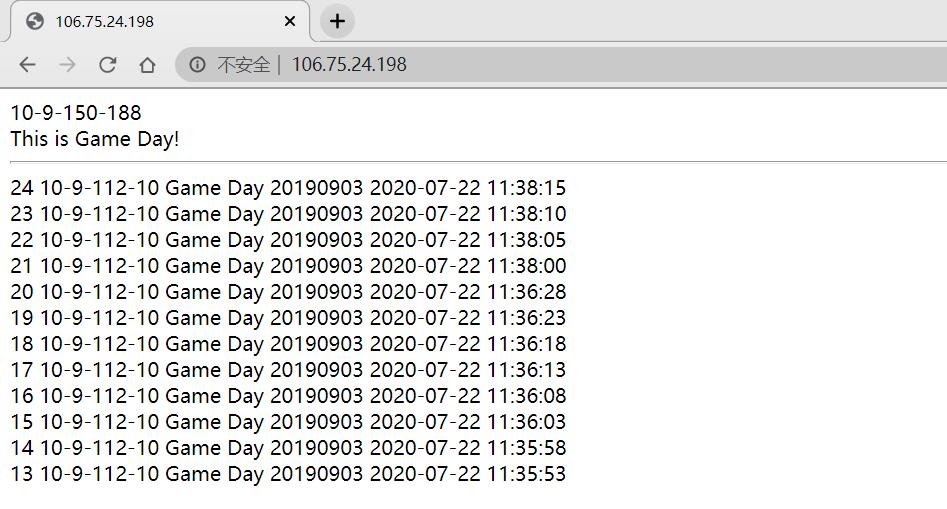 106.75.24.198
不安全 | 106.75.24.198
10-9-150-188
This is Game Day!
24 10-9-112-10 Game Day 20190903 2020-07-22 11:38:15
23 10-9-112-10 Game Day 20190903 2020-07-22 11:38:10
22 10-9-112-10 Game Day 20190903 2020-07-22 11:38:05
21 10-9-112-10 Game Day 20190903 2020-07-22 11:38:00
20 10-9-112-10 Game Day 20190903 2020-07-22 11:36:28
19 10-9-112-10 Game Day 20190903 2020-07-22 11:36:23
18 10-9-112-10 Game Day 20190903 2020-07-22 11:36:18
17 10-9-112-10 Game Day 20190903 2020-07-22 11:36:13
16 10-9-112-10 Game Day 20190903 2020-07-22 11:36:08
15 10-9-112-10 Game Day 20190903 2020-07-22 11:36:03
14 10-9-112-10 Game Day 20190903 2020-07-22 11:35:58
13 10-9-112-10 Game Day 20190903 2020-07-22 11:35:53